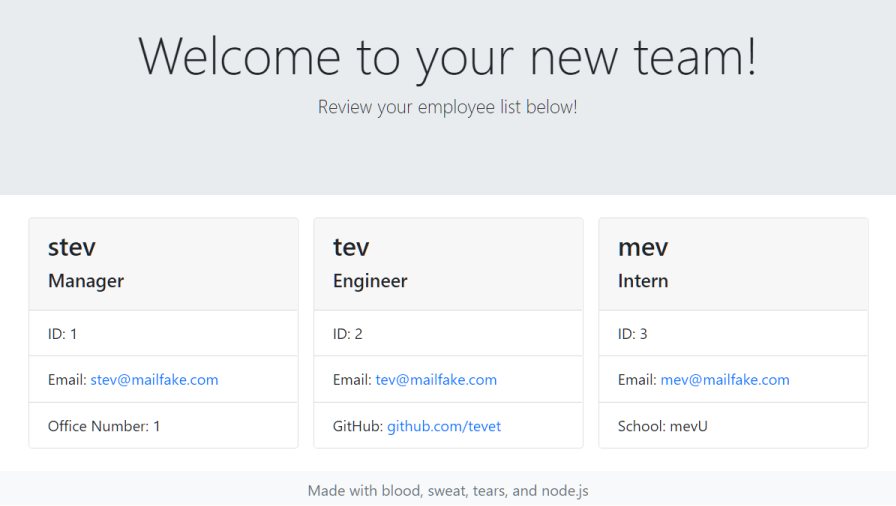 Welcome to your new team!
Review your employee list below!
stev
Manager
ID: 1
Email: stev@mailfake.com
Office Number: 1
tev
Engineer
ID: 2
Email: tev@mailfake.com
GitHub: github.com/tevet
mev
Intern
ID: 3
Email: mev@mailfake.com
School: mevU
Made with blood, sweat, tears, and node.js